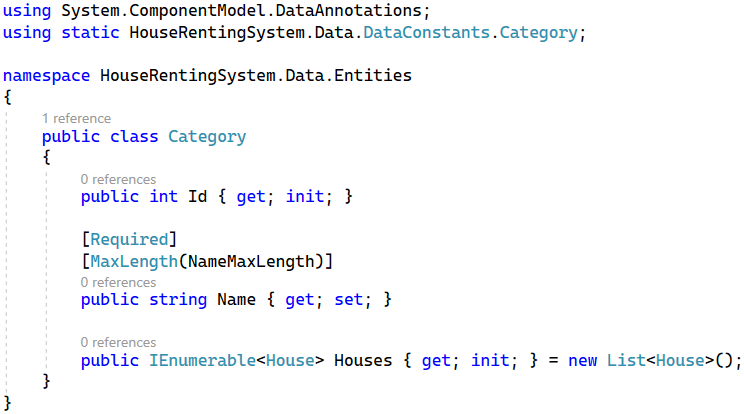 using System.ComponentModel.DataAnnotations;
using static HouseRentingSystem.Data.DataConstants.Category;
namespace HouseRentingSystem.Data.Entities
{
1 reference
public class Category
{
0 references
public int Id { get; init; }
[Required]
[MaxLength(NameMaxLength)]
0 references
public string Name { get; set; }
0 references
public IEnumerable<House> Houses { get; init; } = new List<House>();
}
}